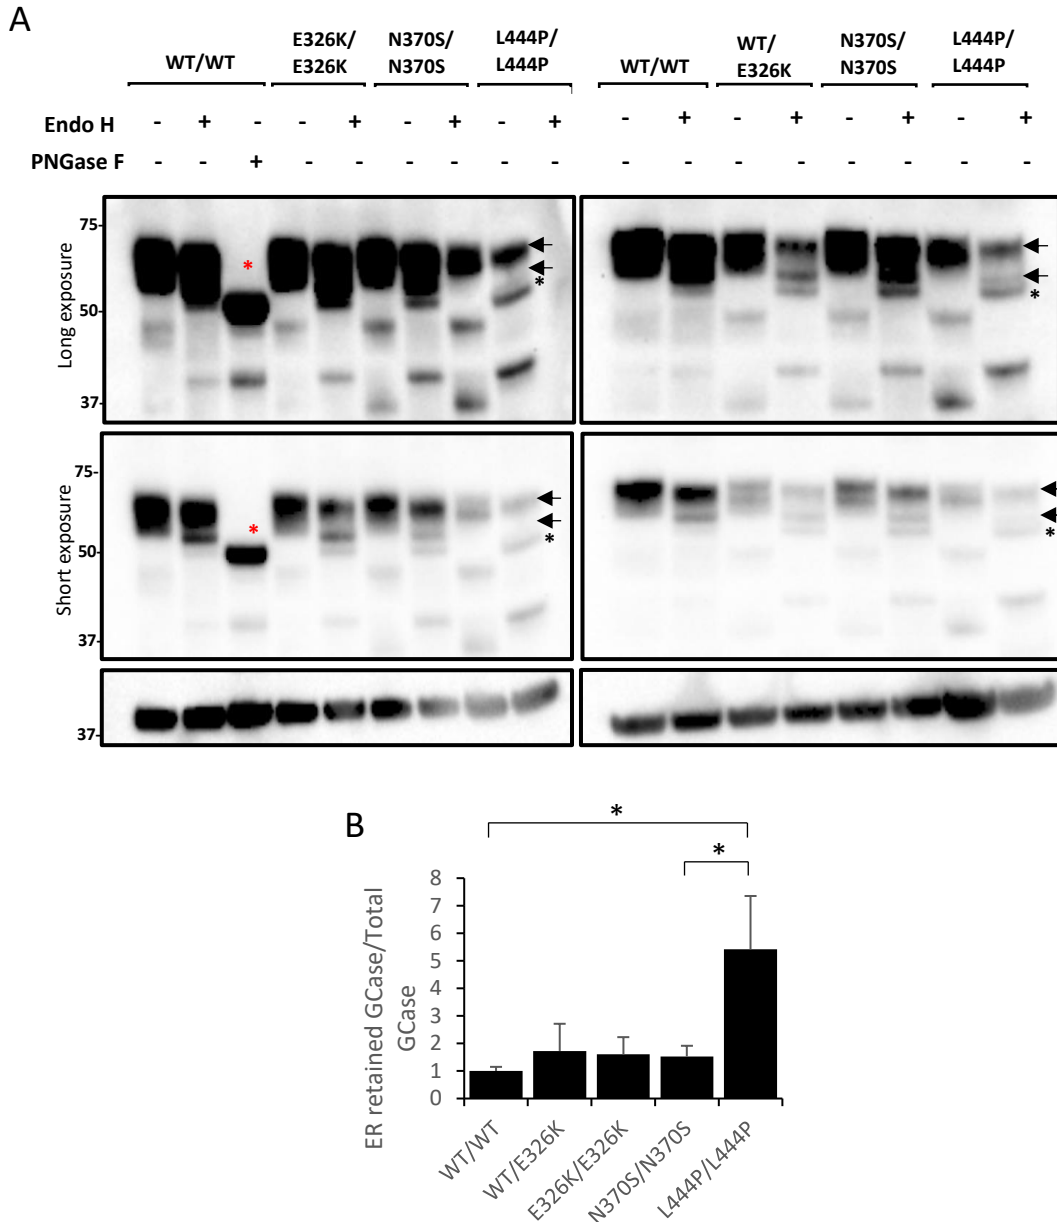 A
WT/WT
E326K/
E326K
N370S/
N370S
L444P/
L444P
WT/WT
WT/
E326K
N370S/
N370S
L444P/
L444P
Endo H - + - - + - + - + - + - + - + - +
PNGase F - - + - - - - - - - - - - - - - -
Long exposure
75-
50-
37-
*
*
*
Short exposure
75-
50-
37-
*
*
*
37-
B
*
*
ER retained GCase/Total
GCase
8
7
6
5
4
3
2
1
0
WT/WT
WT/E326K
E326K/E326K
N370S/N370S
L444P/L444P